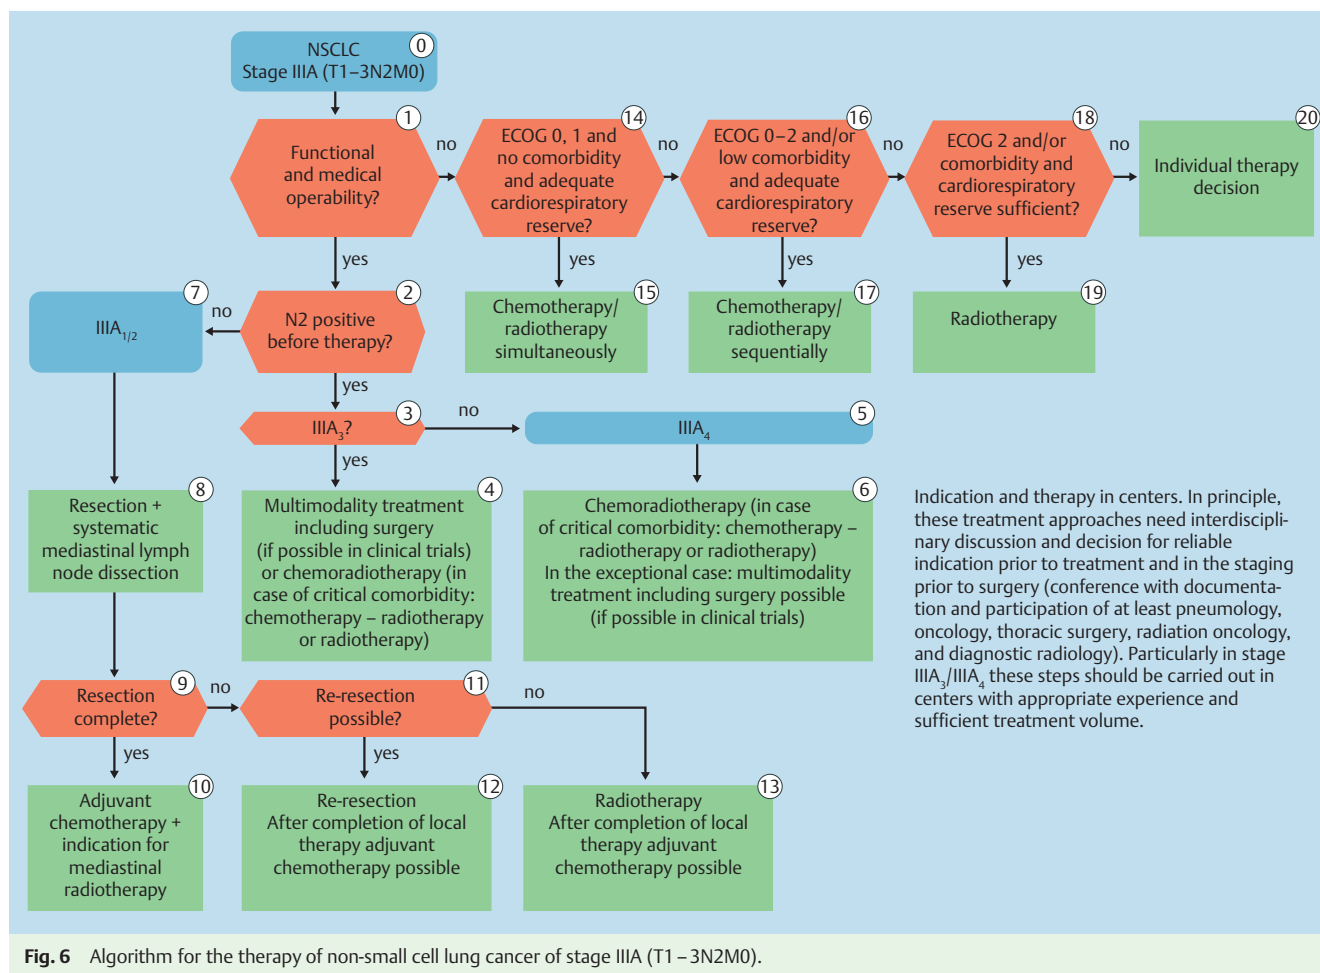 0
NSCLC
Stage IIIA (T1–3N2M0)
1
Functional
and medical
operability?
no
14
ECOG 0, 1 and
no comorbidity
and adequate
cardiorespiratory
reserve?
no
16
ECOG 0–2 and/or
low comorbidity
and adequate
cardiorespiratory
reserve?
no
18
ECOG 2 and/or
comorbidity and
cardiorespiratory
reserve sufficient?
no
20
Individual therapy
decision
yes
yes
yes
yes
7
IIIA1/2
no
2
N2 positive
before therapy?
15
Chemotherapy/
radiotherapy
simultaneously
17
Chemotherapy/
radiotherapy
sequentially
19
Radiotherapy
yes
3
IIIA3?
no
5
IIIA4
yes
8
Resection +
systematic
mediastinal lymph
node dissection
4
Multimodality treatment
including surgery
(if possible in clinical trials)
or chemoradiotherapy (in
case of critical comorbidity:
chemotherapy – radiotherapy
or radiotherapy)
6
Chemoradiotherapy (in case
of critical comorbidity: chemotherapy –
radiotherapy or radiotherapy)
In the exceptional case: multimodality
treatment including surgery possible
(if possible in clinical trials)
Indication and therapy in centers. In principle,
these treatment approaches need interdiscipli-
nary discussion and decision for reliable
indication prior to treatment and in the staging
prior to surgery (conference with documenta-
tion and participation of at least pneumology,
oncology, thoracic surgery, radiation oncology,
and diagnostic radiology). Particularly in stage
IIIA3/IIIA4 these steps should be carried out in
centers with appropriate experience and
sufficient treatment volume.
9
Resection
complete?
no
11
Re-resection
possible?
no
yes
yes
10
Adjuvant
chemotherapy +
indication for
mediastinal
radiotherapy
12
Re-resection
After completion of local
therapy adjuvant
chemotherapy possible
13
Radiotherapy
After completion of local
therapy adjuvant
chemotherapy possible
Fig. 6 Algorithm for the therapy of non-small cell lung cancer of stage IIIA (T1–3N2M0).